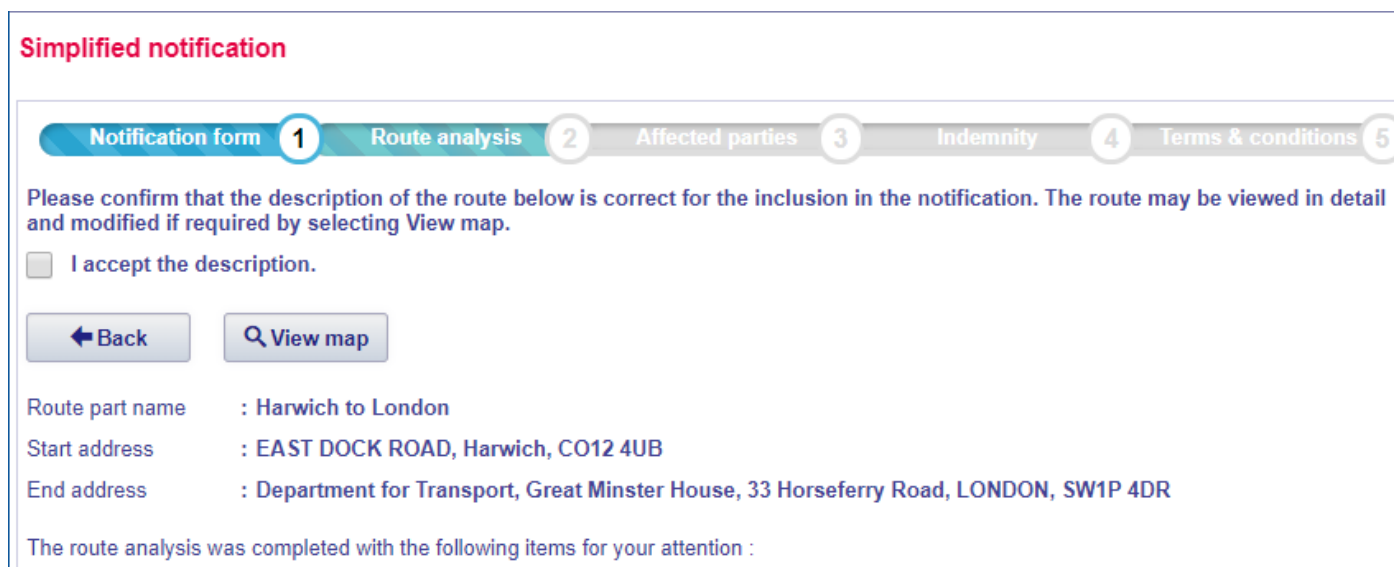 Simplified notification
Notification form 1 Route analysis 2 Affected parties 3 Indemnity 4 Terms & conditions 5
Please confirm that the description of the route below is correct for the inclusion in the notification. The route may be viewed in detail
and modified if required by selecting View map.
I accept the description.
Back View map
Route part name : Harwich to London
Start address : EAST DOCK ROAD, Harwich, CO12 4UB
End address : Department for Transport, Great Minster House, 33 Horseferry Road, LONDON, SW1P 4DR
The route analysis was completed with the following items for your attention :